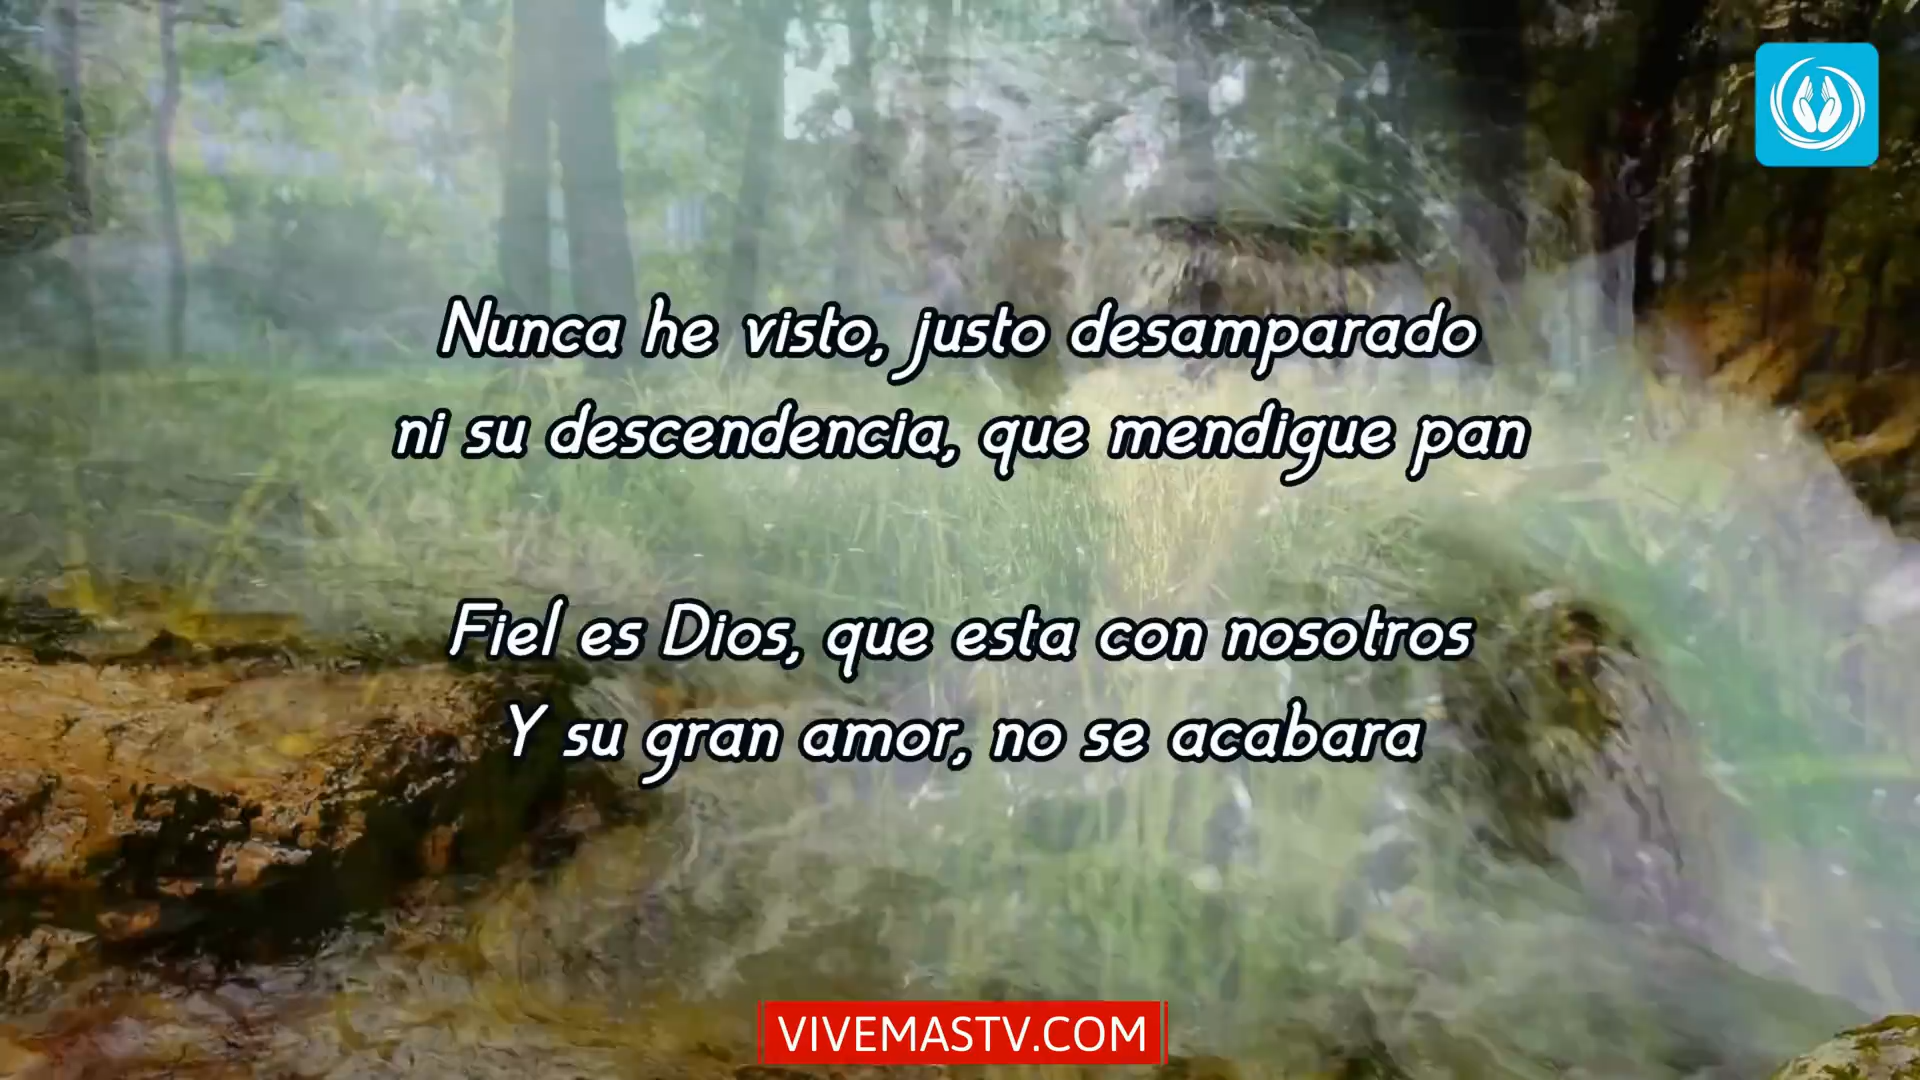 Nunca he visto, justo desamparado
ni su descendencia, que mendigue pan
Fiel es Dios, que esta con nosotros
Y su gran amor, no se acabara
VIVEMASTV.COM